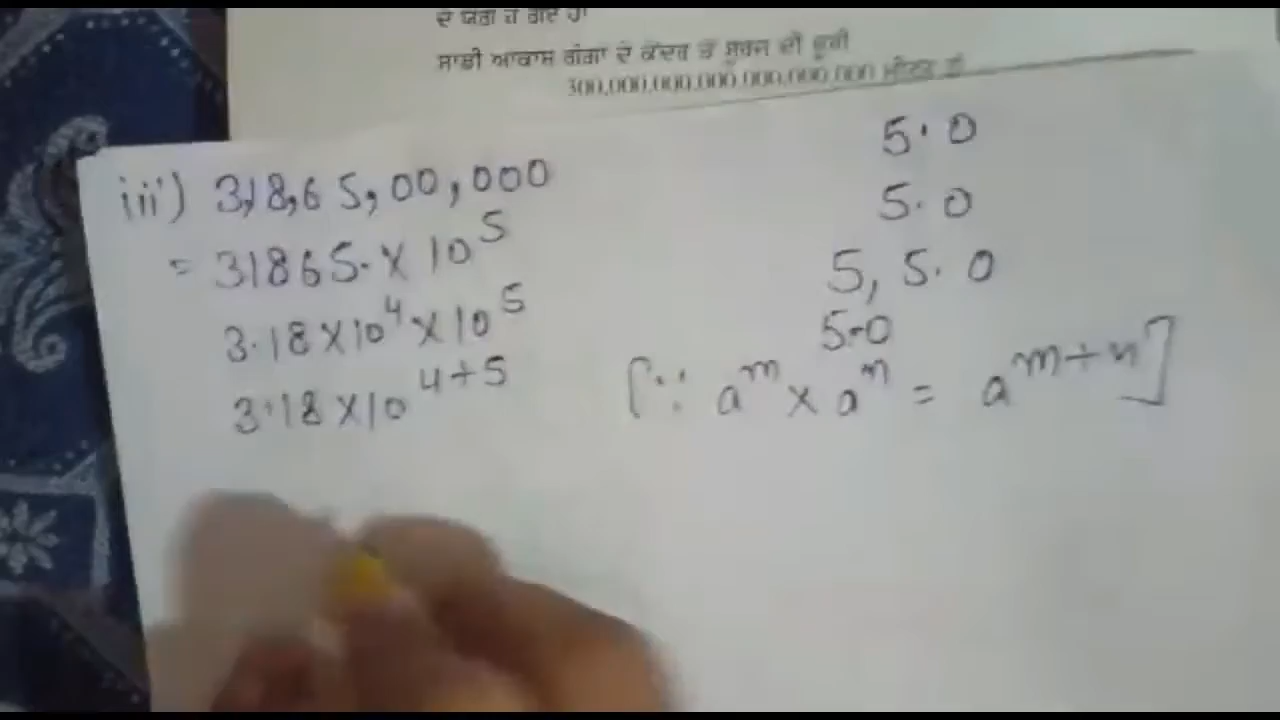 ਸਾਡੀ ਆਕਾਸ਼ ਗੰਗਾ ਦੇ ਕੇਂਦਰ ਤੋਂ ਸੂਰਜ ਦੀ ਦੂਰੀ
300,000,000,000,000,000,000 ਮੀਟਰ ਹੈ
iii) 3,18,65,00,000
= 31865. x 10^5
3.18 x 10^4 x 10^5
3.18 x 10^4+5
5.0
5.0
5, 5.0
5.0
[∵ a^m x a^n = a^m+n]